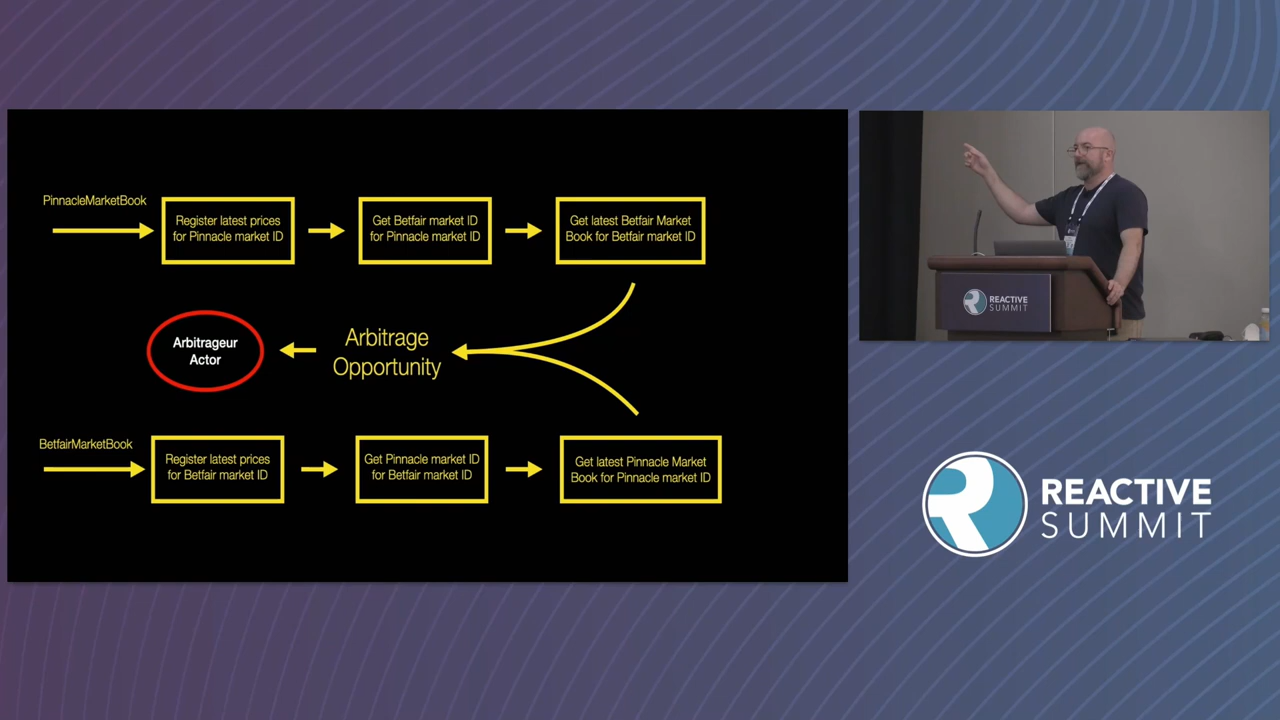 PinnacleMarketBook
Register latest prices
for Pinnacle market ID
Get Betfair market ID
for Pinnacle market ID
Get latest Betfair Market
Book for Betfair market ID
Arbitrageur
Actor
Arbitrage
Opportunity
BetfairMarketBook
Register latest prices
for Betfair market ID
Get Pinnacle market ID
for Betfair market ID
Get latest Pinnacle Market
Book for Pinnacle market ID
REACTIVE
SUMMIT
REACTIVE
SUMMIT